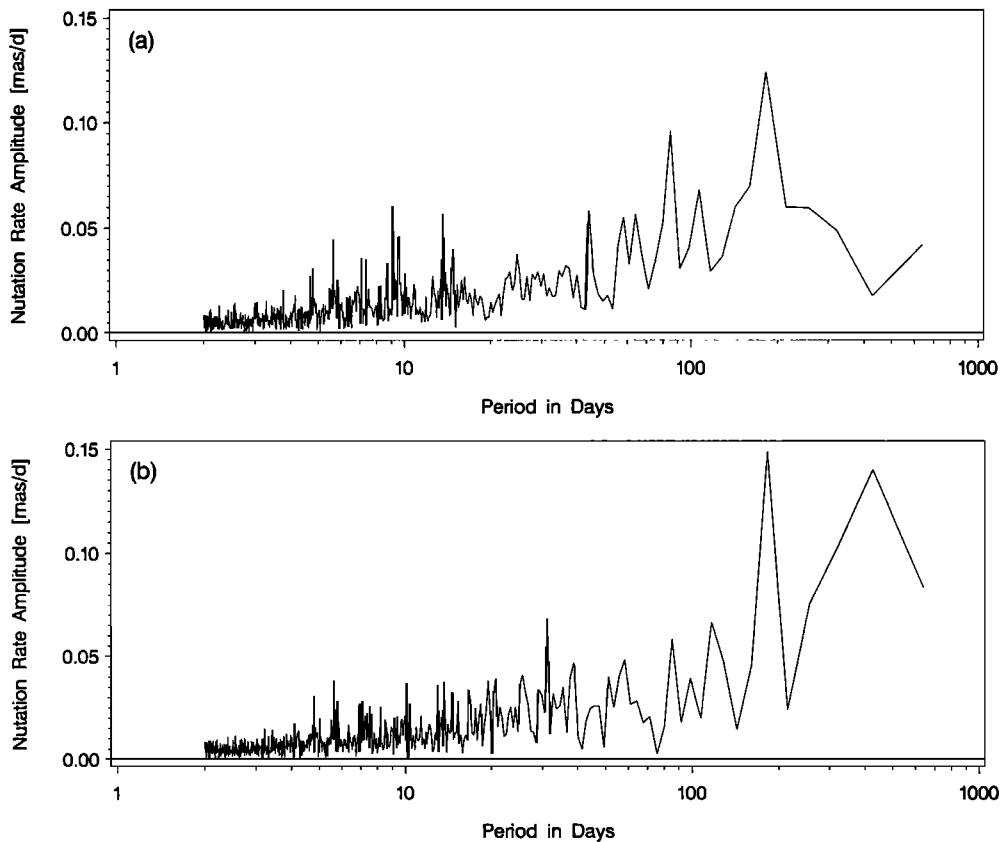 (a)
Nutation Rate Amplitude [mas/d]
0.15
0.10
0.05
0.00
1 10 100 1000
Period in Days
(b)
Nutation Rate Amplitude [mas/d]
0.15
0.10
0.05
0.00
1 10 100 1000
Period in Days